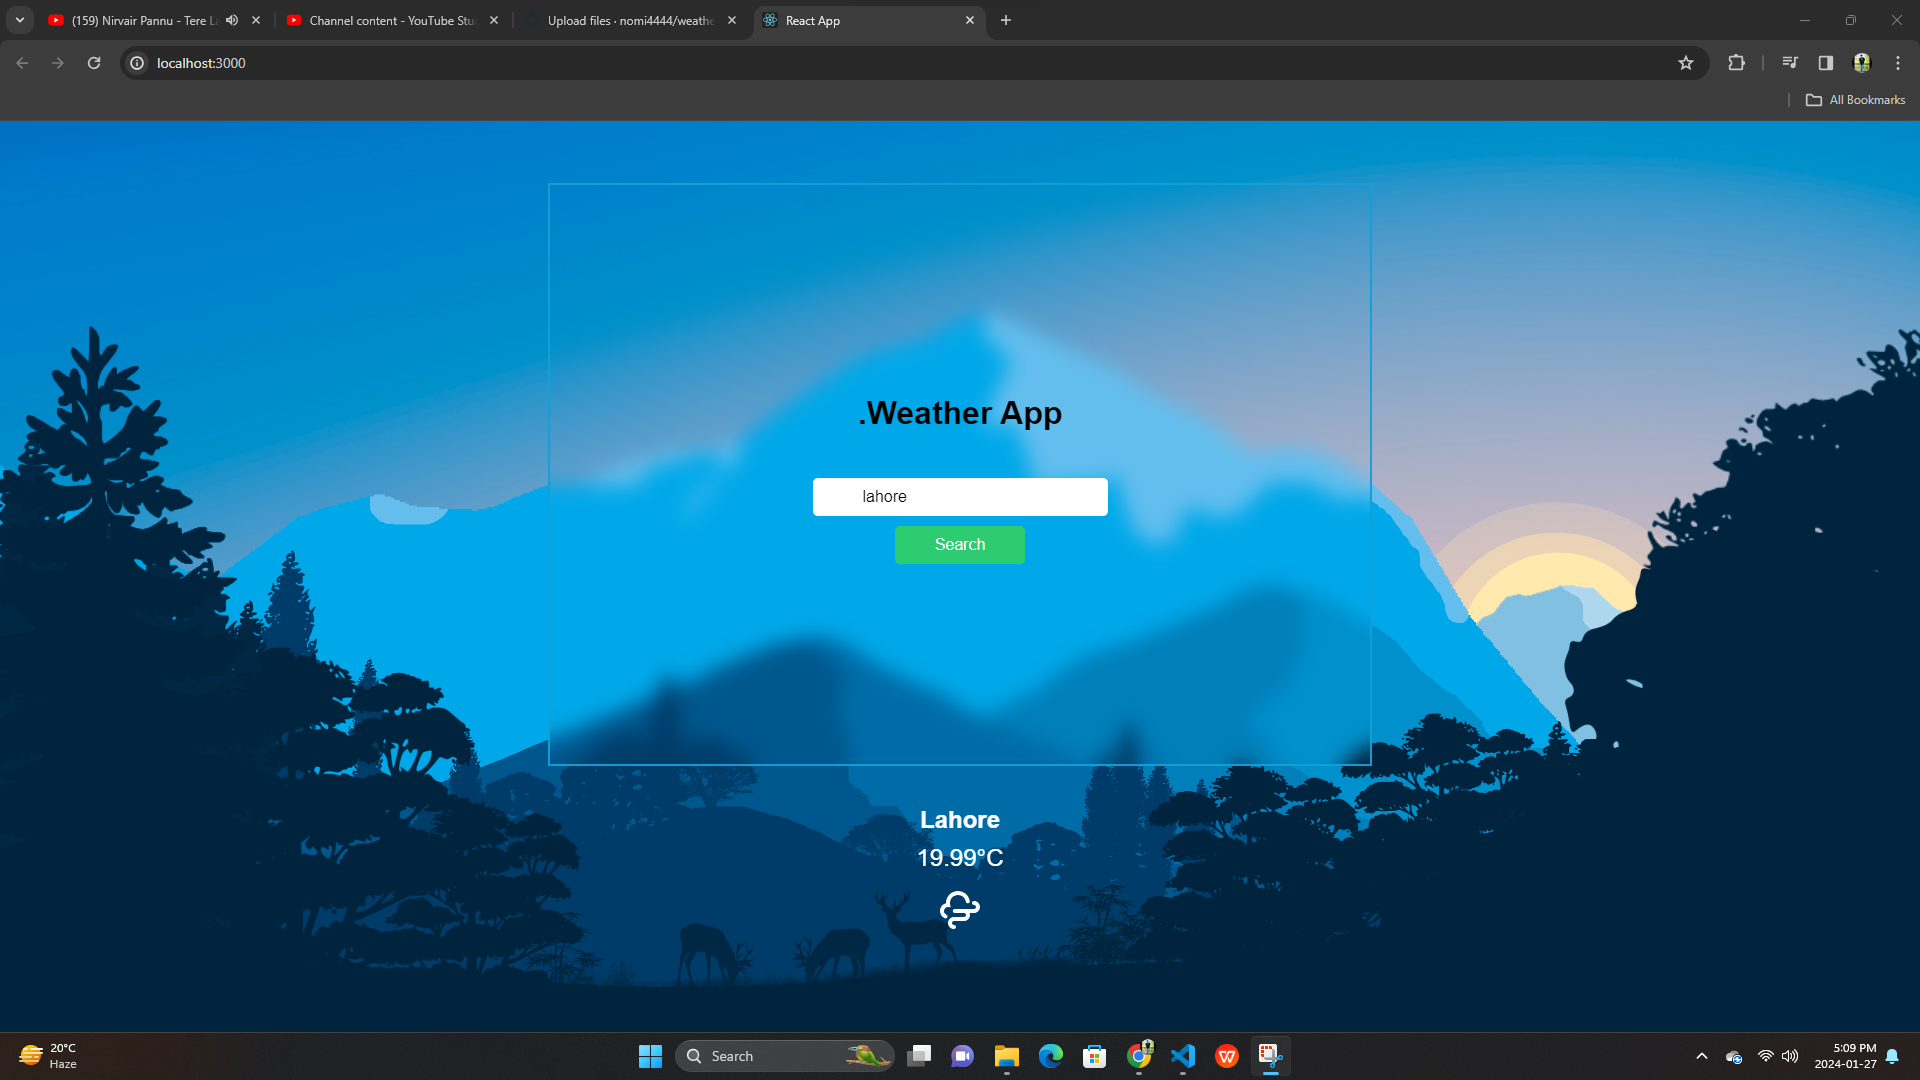 (159) Nirvair Pannu - Tere L
Channel content - YouTube Stu
Upload files · nomi4444/weathe
React App
localhost:3000
All Bookmarks
.Weather App
lahore
Search
Lahore
19.99°C
20°C
Haze
Search
5:09 PM
2024-01-27